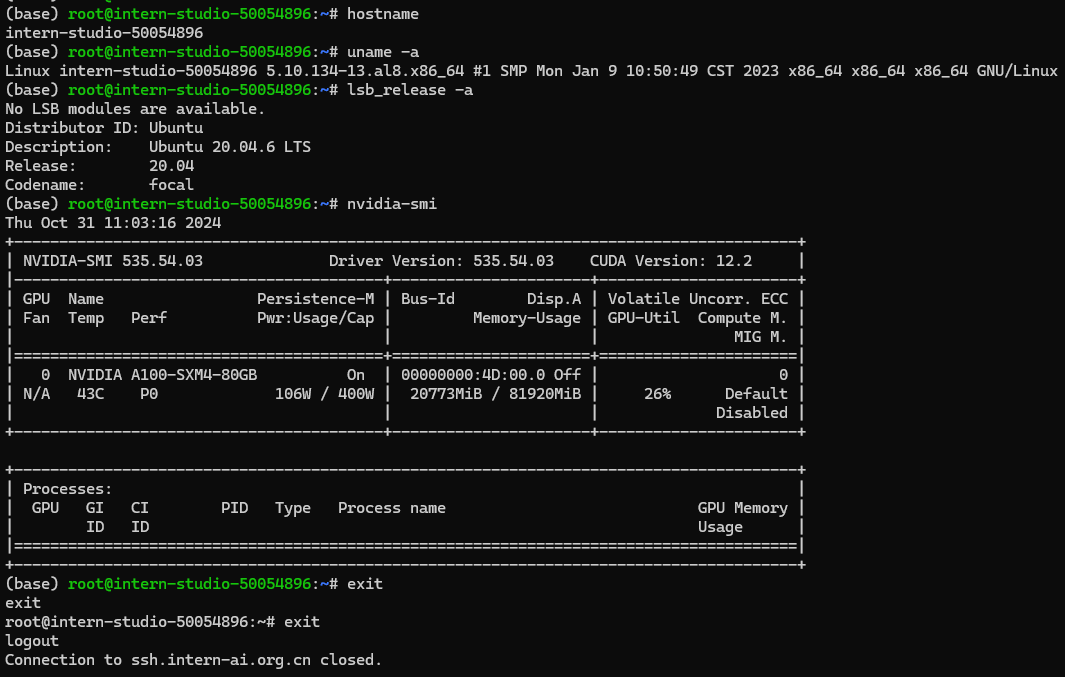 (base) root@intern-studio-50054896:~# hostname
intern-studio-50054896
(base) root@intern-studio-50054896:~# uname -a
Linux intern-studio-50054896 5.10.134-13.al8.x86_64 #1 SMP Mon Jan 9 10:50:49 CST 2023 x86_64 x86_64 x86_64 GNU/Linux
(base) root@intern-studio-50054896:~# lsb_release -a
No LSB modules are available.
Distributor ID: Ubuntu
Description:    Ubuntu 20.04.6 LTS
Release:        20.04
Codename:       focal
(base) root@intern-studio-50054896:~# nvidia-smi
Thu Oct 31 11:03:16 2024
+---------------------------------------------------------------------------------------+
| NVIDIA-SMI 535.54.03              Driver Version: 535.54.03    CUDA Version: 12.2     |
|-----------------------------------------+----------------------+----------------------+
| GPU  Name                 Persistence-M | Bus-Id        Disp.A | Volatile Uncorr. ECC |
| Fan  Temp   Perf          Pwr:Usage/Cap |         Memory-Usage | GPU-Util  Compute M. |
|                                         |                      |               MIG M. |
|=========================================+======================+======================|
|   0  NVIDIA A100-SXM4-80GB          On  | 00000000:4D:00.0 Off |                    0 |
| N/A   43C    P0             106W / 400W |  20773MiB / 81920MiB |     26%      Default |
|                                         |                      |             Disabled |
+-----------------------------------------+----------------------+----------------------+
+---------------------------------------------------------------------------------------+
| Processes:                                                                            |
|  GPU   GI   CI        PID   Type   Process name                            GPU Memory |
|        ID   ID                                                             Usage      |
|=======================================================================================|
+---------------------------------------------------------------------------------------+
(base) root@intern-studio-50054896:~# exit
exit
root@intern-studio-50054896:~# exit
logout
Connection to ssh.intern-ai.org.cn closed.